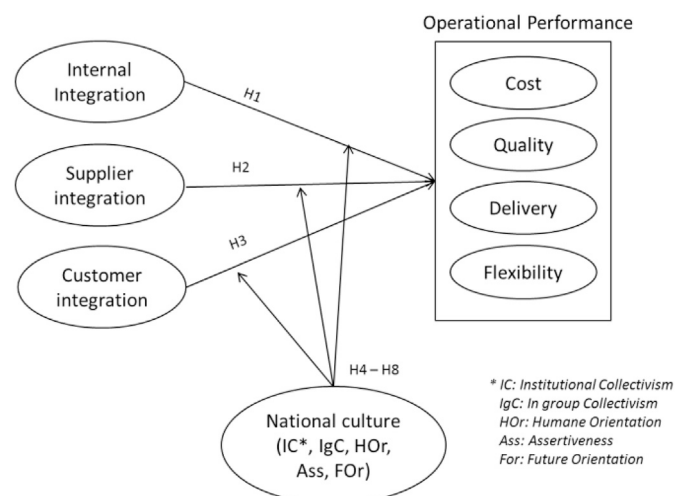 Operational Performance
Internal
Integration
H1
Cost
Supplier
integration
H2
Quality
Delivery
H3
Customer
integration
Flexibility
H4 – H8
National culture
(IC*, IgC, HOr,
Ass, FOr)
* IC: Institutional Collectivism
IgC: In group Collectivism
HOr: Humane Orientation
Ass: Assertiveness
For: Future Orientation